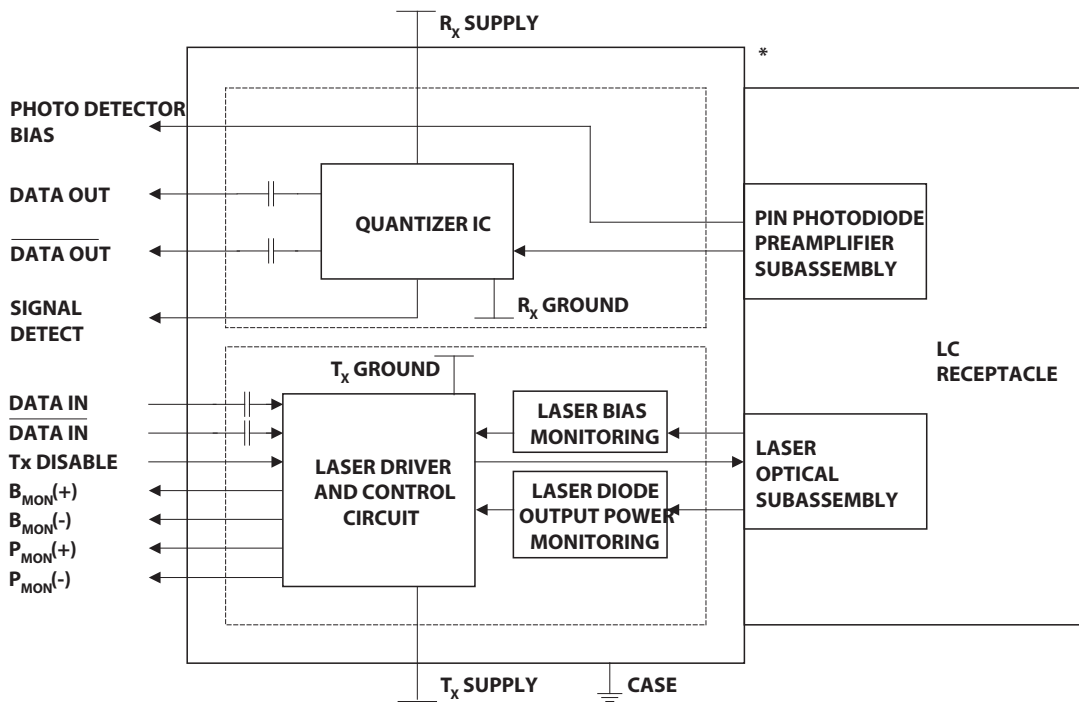 Rx SUPPLY
*
PHOTO DETECTOR
BIAS
DATA OUT
QUANTIZER IC
PIN PHOTODIODE
PREAMPLIFIER
SUBASSEMBLY
DATA OUT
SIGNAL
DETECT
Rx GROUND
Tx GROUND
LC
RECEPTACLE
DATA IN
DATA IN
Tx DISABLE
BMON(+)
BMON(-)
PMON(+)
PMON(-)
LASER DRIVER
AND CONTROL
CIRCUIT
LASER BIAS
MONITORING
LASER DIODE
OUTPUT POWER
MONITORING
LASER
OPTICAL
SUBASSEMBLY
Tx SUPPLY
CASE